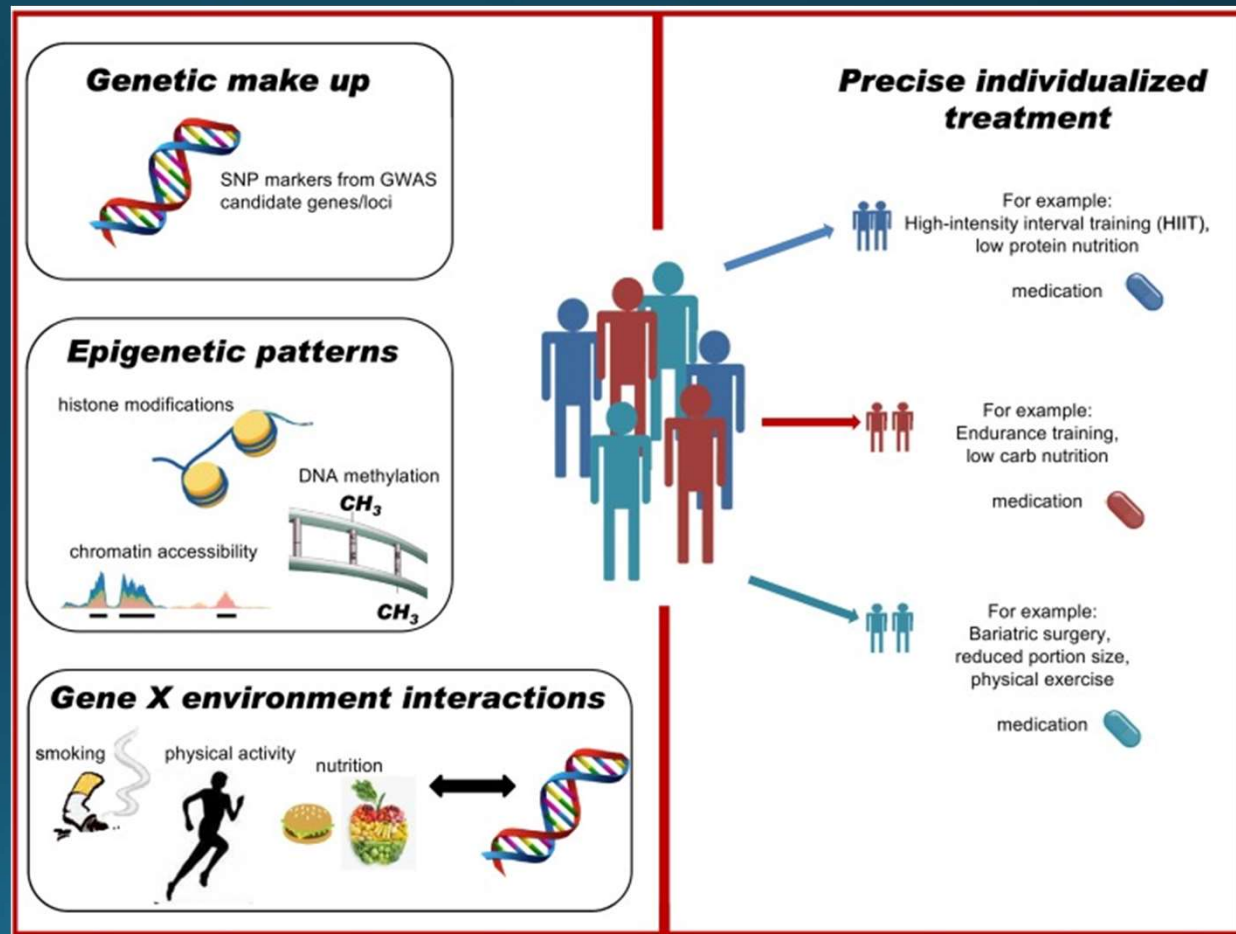 Genetic make up
SNP markers from GWAS
candidate genes/loci
Epigenetic patterns
histone modifications
DNA methylation
CH3
chromatin accessibility
CH3
Gene X environment interactions
smoking
physical activity
nutrition
Precise individualized
treatment
For example:
High-intensity interval training (HIIT),
low protein nutrition
medication
For example:
Endurance training,
low carb nutrition
medication
For example:
Bariatric surgery,
reduced portion size,
physical exercise
medication